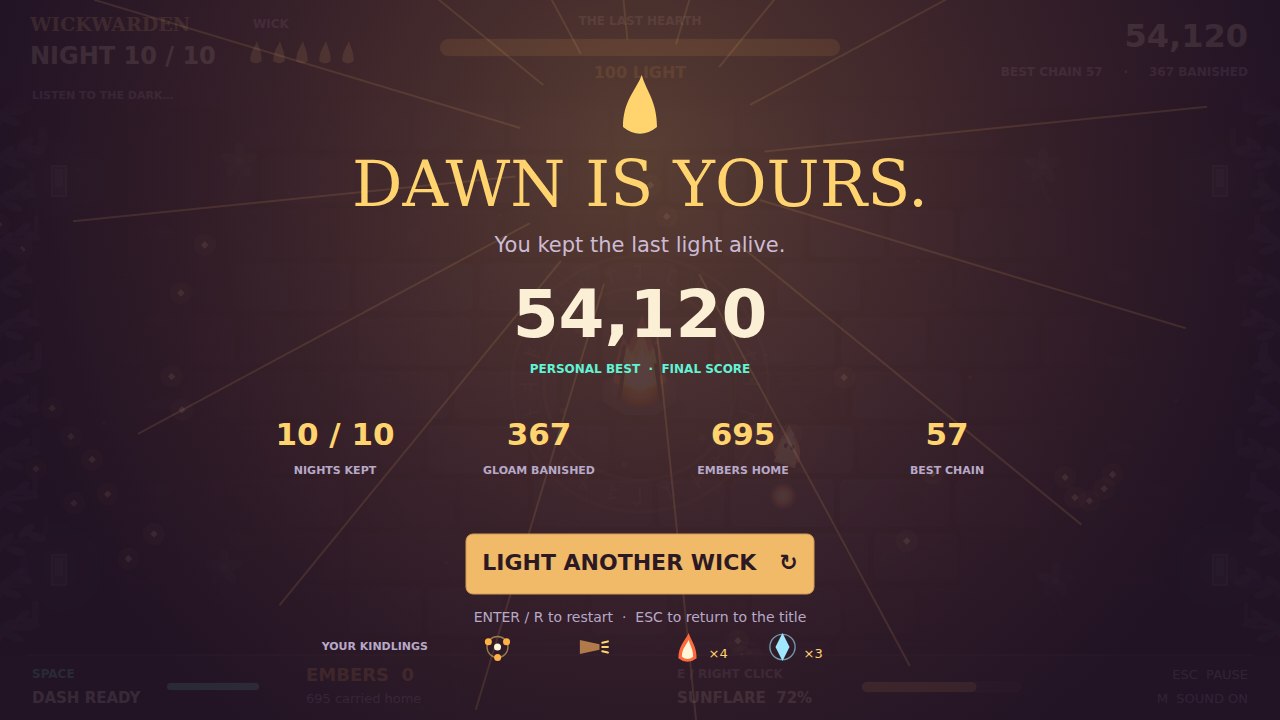 WICKWARDEN
WICK
THE LAST HEARTH
54,120
NIGHT 10 / 10
100 LIGHT
BEST CHAIN 57 · 367 BANISHED
LISTEN TO THE DARK...
DAWN IS YOURS.
You kept the last light alive.
54,120
PERSONAL BEST · FINAL SCORE
10 / 10
367
695
57
NIGHTS KEPT
GLOAM BANISHED
EMBERS HOME
BEST CHAIN
LIGHT ANOTHER WICK ↻
ENTER / R to restart · ESC to return to the title
YOUR KINDLINGS
×4
×3
SPACE
EMBERS 0
E / RIGHT CLICK
ESC PAUSE
DASH READY
695 carried home
SUNFLARE 72%
M SOUND ON